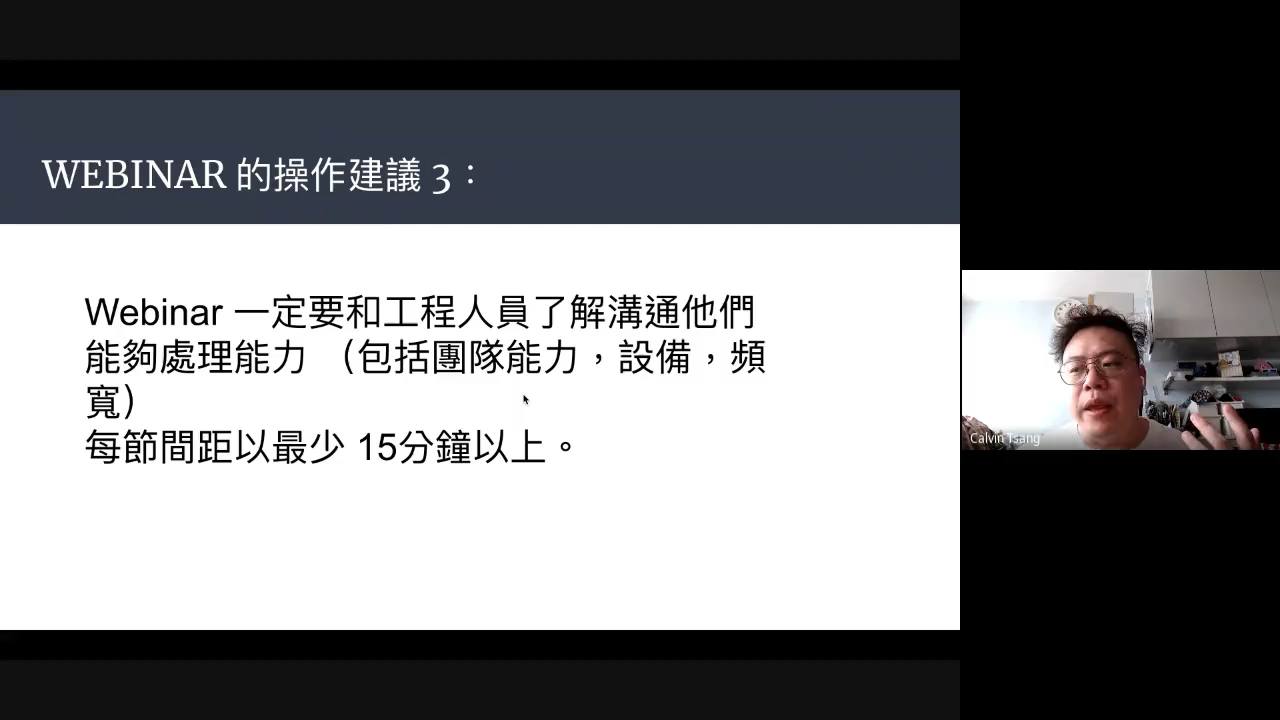 WEBINAR 的操作建議 3：
Webinar 一定要和工程人員了解溝通他們
能夠處理能力 （包括團隊能力，設備，頻
寬）
每節間距以最少 15分鐘以上。
Calvin Tsang